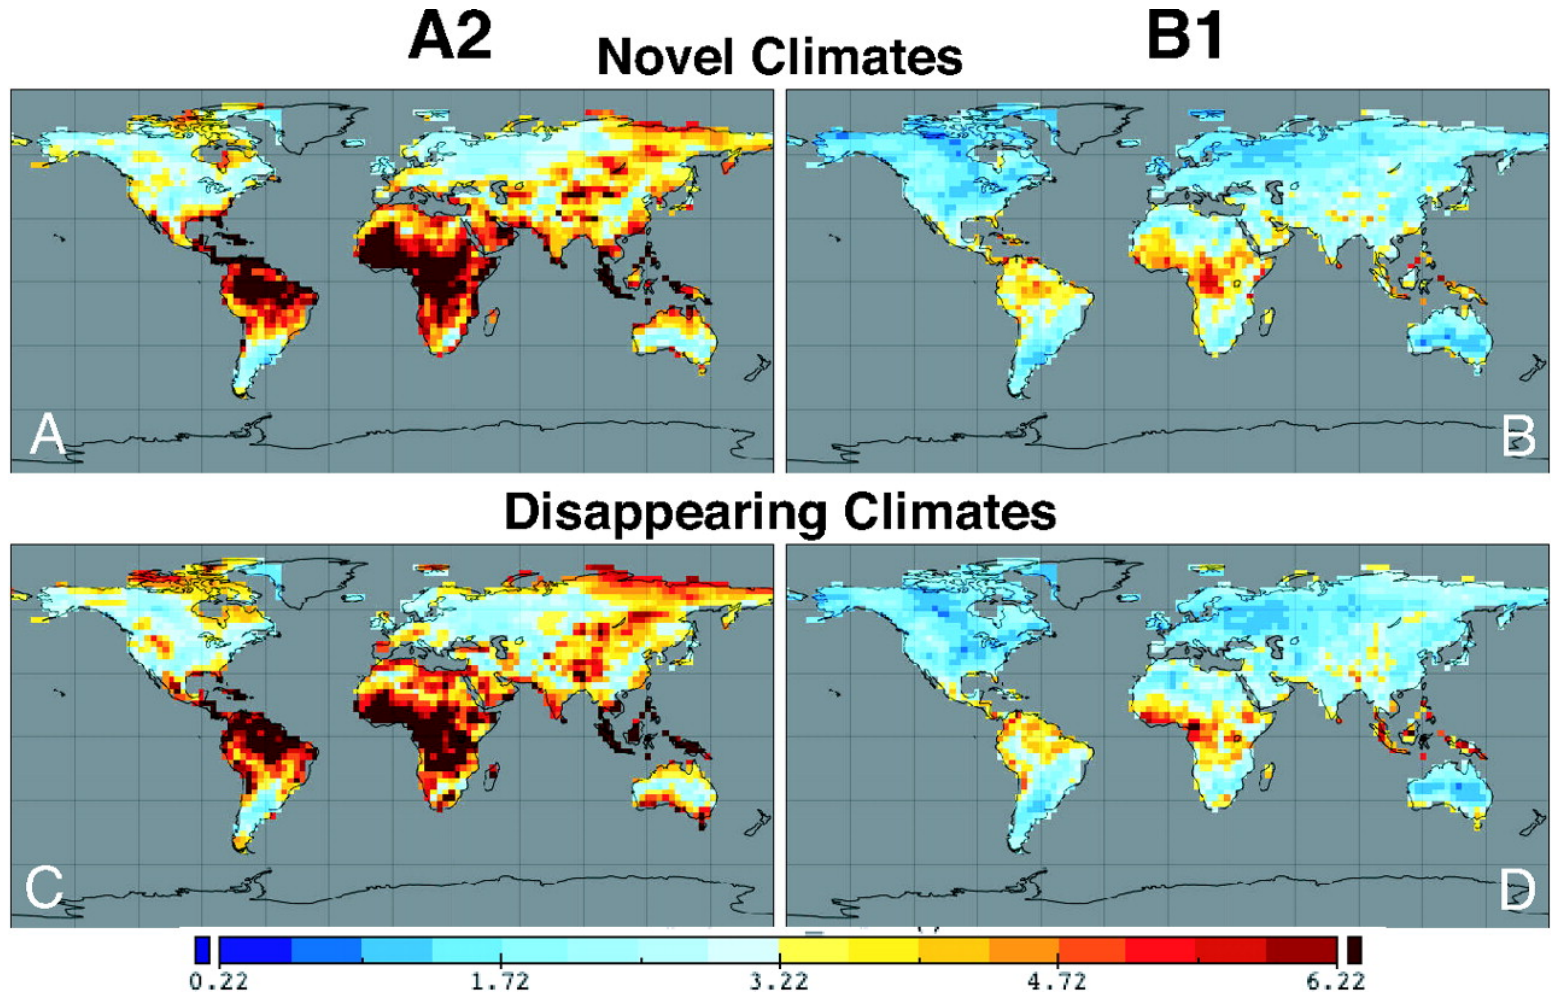 A2 B1
Novel Climates
A B
Disappearing Climates
C D
0.22 1.72 3.22 4.72 6.22